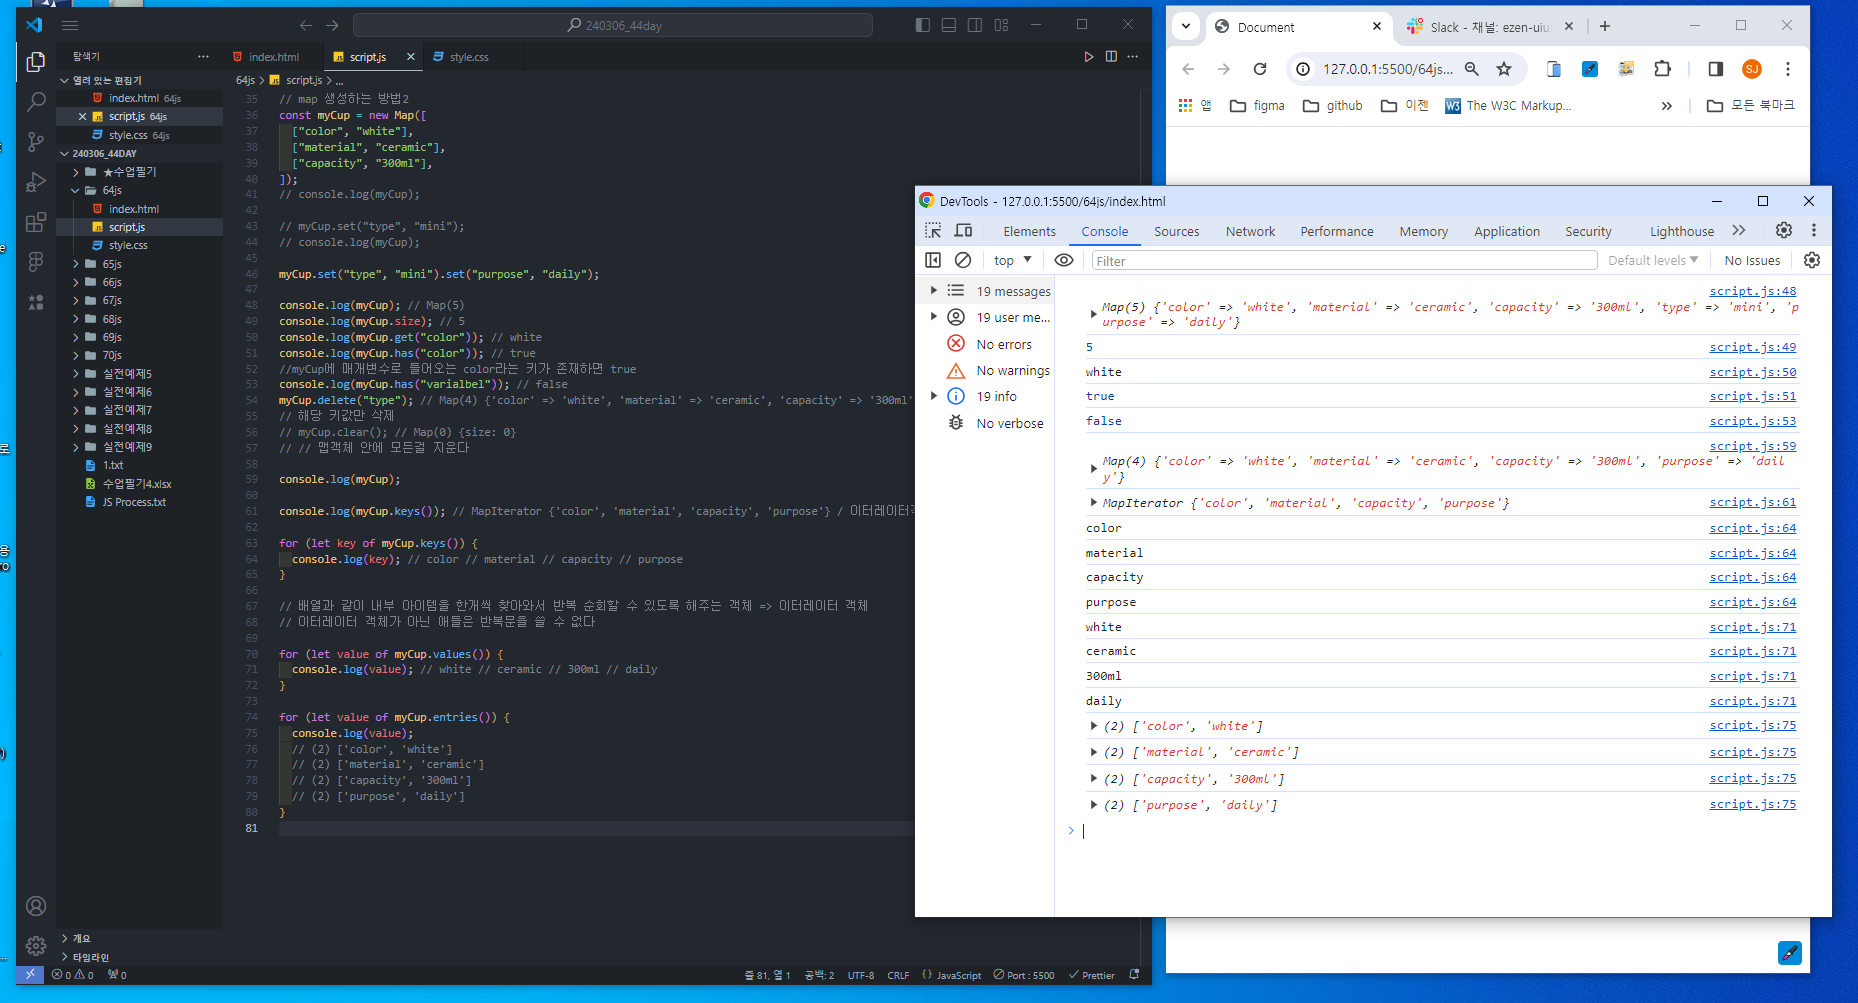 240306_44day
탐색기
index.html
script.js
style.css
열려 있는 편집기
index.html 64js
script.js 64js
style.css 64js
240306_44DAY
★수업필기
64js
index.html
script.js
style.css
65js
66js
67js
68js
69js
70js
실전예제5
실전예제6
실전예제7
실전예제8
실전예제9
1.txt
수업필기4.xlsx
JS Process.txt
개요
타임라인
64js > script.js > ...
35 // map 생성하는 방법2
36 const myCup = new Map([
37 ["color", "white"],
38 ["material", "ceramic"],
39 ["capacity", "300ml"],
40 ]);
41 // console.log(myCup);
42
43 // myCup.set("type", "mini");
44 // console.log(myCup);
45
46 myCup.set("type", "mini").set("purpose", "daily");
47
48 console.log(myCup); // Map(5)
49 console.log(myCup.size); // 5
50 console.log(myCup.get("color")); // white
51 console.log(myCup.has("color")); // true
52 //myCup에 매개변수로 들어오는 color라는 키가 존재하면 true
53 console.log(myCup.has("varialbel")); // false
54 myCup.delete("type"); // Map(4) {'color' => 'white', 'material' => 'ceramic', 'capacity' => '300ml'
55 // 해당 키값만 삭제
56 // myCup.clear(); // Map(0) {size: 0}
57 // // 맵객체 안에 모든걸 지운다
58
59 console.log(myCup);
60
61 console.log(myCup.keys()); // MapIterator {'color', 'material', 'capacity', 'purpose'} / 이터레이터
62
63 for (let key of myCup.keys()) {
64 console.log(key); // color // material // capacity // purpose
65 }
66
67 // 배열과 같이 내부 아이템을 한개씩 찾아와서 반복 순회할 수 있도록 해주는 객체 => 이터레이터 객체
68 // 이터레이터 객체가 아닌 애들은 반복문을 쓸 수 없다
69
70 for (let value of myCup.values()) {
71 console.log(value); // white // ceramic // 300ml // daily
72 }
73
74 for (let value of myCup.entries()) {
75 console.log(value);
76 // (2) ['color', 'white']
77 // (2) ['material', 'ceramic']
78 // (2) ['capacity', '300ml']
79 // (2) ['purpose', 'daily']
80 }
81
0 0 0
줄 81, 열 1 공백: 2 UTF-8 CRLF {} JavaScript Port : 5500 Prettier
Document
Slack - 채널: ezen-uiu
127.0.0.1:5500/64js...
SJ
앱 figma github 이젠 W3 The W3C Markup... » 모든 북마크
DevTools - 127.0.0.1:5500/64js/index.html
Elements Console Sources Network Performance Memory Application Security Lighthouse »
top Filter Default levels No Issues
19 messages
19 user me...
No errors
No warnings
19 info
No verbose
script.js:48
Map(5) {'color' => 'white', 'material' => 'ceramic', 'capacity' => '300ml', 'type' => 'mini', 'p
urpose' => 'daily'}
5 script.js:49
white script.js:50
true script.js:51
false script.js:53
script.js:59
Map(4) {'color' => 'white', 'material' => 'ceramic', 'capacity' => '300ml', 'purpose' => 'dail
y'}
MapIterator {'color', 'material', 'capacity', 'purpose'} script.js:61
color script.js:64
material script.js:64
capacity script.js:64
purpose script.js:64
white script.js:71
ceramic script.js:71
300ml script.js:71
daily script.js:71
(2) ['color', 'white'] script.js:75
(2) ['material', 'ceramic'] script.js:75
(2) ['capacity', '300ml'] script.js:75
(2) ['purpose', 'daily'] script.js:75